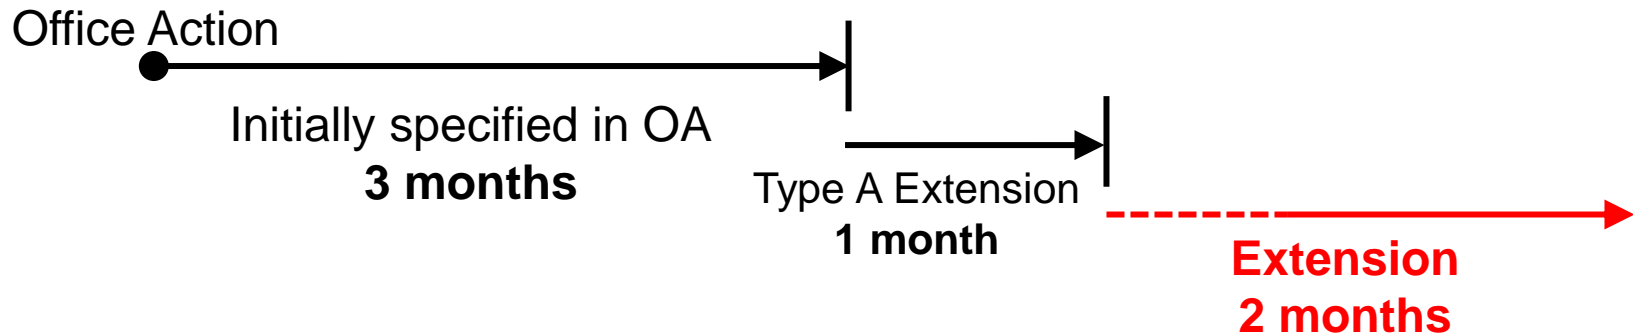 Office Action
Initially specified in OA
3 months
Type A Extension
1 month
Extension
2 months